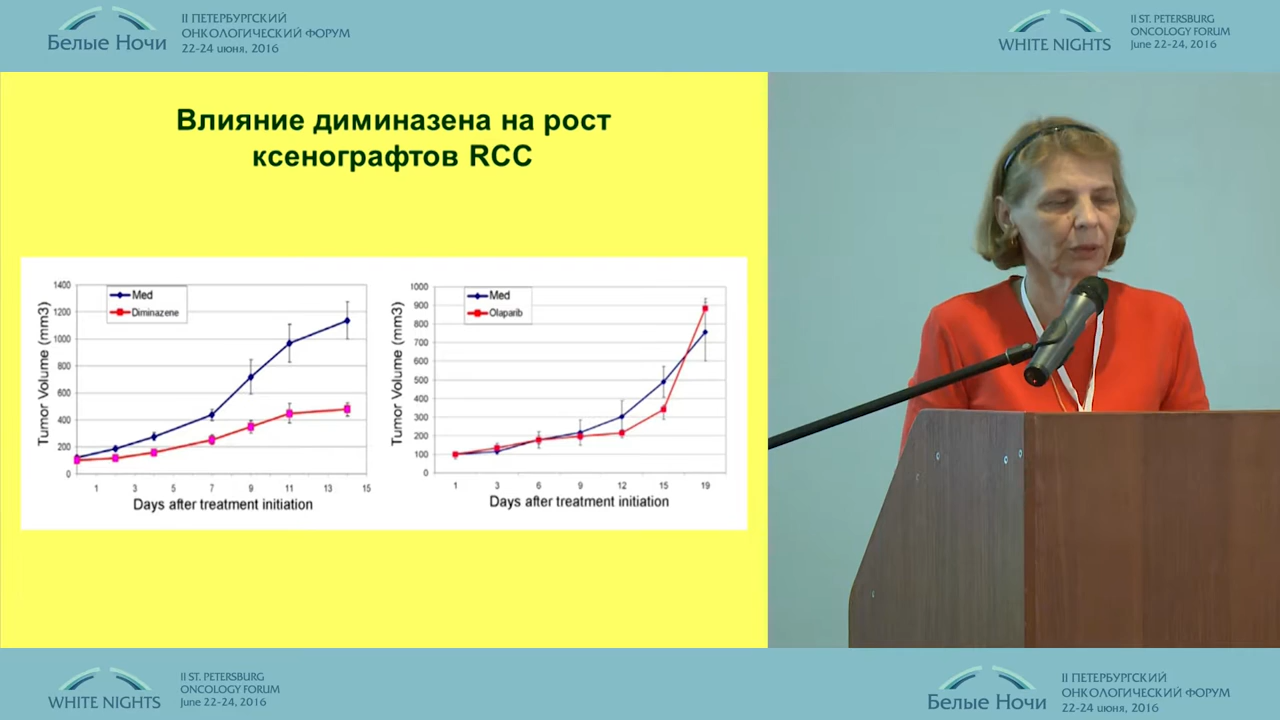 Белые Ночи
II ПЕТЕРБУРГСКИЙ
ОНКОЛОГИЧЕСКИЙ ФОРУМ
22-24 июня, 2016
WHITE NIGHTS
II ST. PETERSBURG
ONCOLOGY FORUM
June 22-24, 2016
Влияние диминазена на рост
ксенографтов RCC
Tumor Volume (mm3)
1400
1200
1000
800
600
400
200
0
Med
Diminazene
1 3 5 7 9 11 13 15
Days after treatment initiation
Tumor Volume (mm3)
1000
900
800
700
600
500
400
300
200
100
0
Med
Olaparib
1 3 6 9 12 15 19
Days after treatment initiation
WHITE NIGHTS
II ST. PETERSBURG
ONCOLOGY FORUM
June 22-24, 2016
Белые Ночи
II ПЕТЕРБУРГСКИЙ
ОНКОЛОГИЧЕСКИЙ ФОРУМ
22-24 июня, 2016